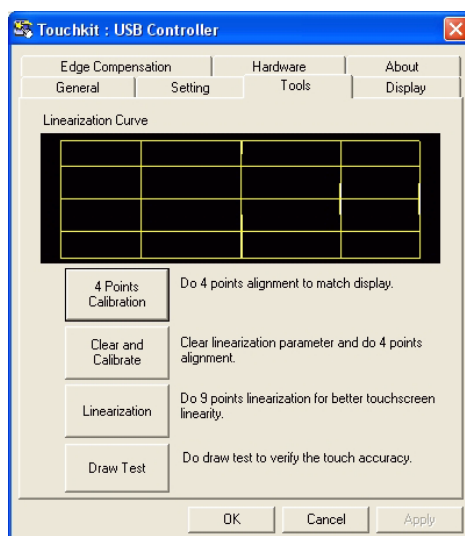 Touchkit : USB Controller
Edge Compensation Hardware About
General Setting Tools Display
Linearization Curve
4 Points
Calibration
Do 4 points alignment to match display.
Clear and
Calibrate
Clear linearization parameter and do 4 points
alignment.
Linearization
Do 9 points linearization for better touchscreen
linearity.
Draw Test
Do draw test to verify the touch accuracy.
OK Cancel Apply